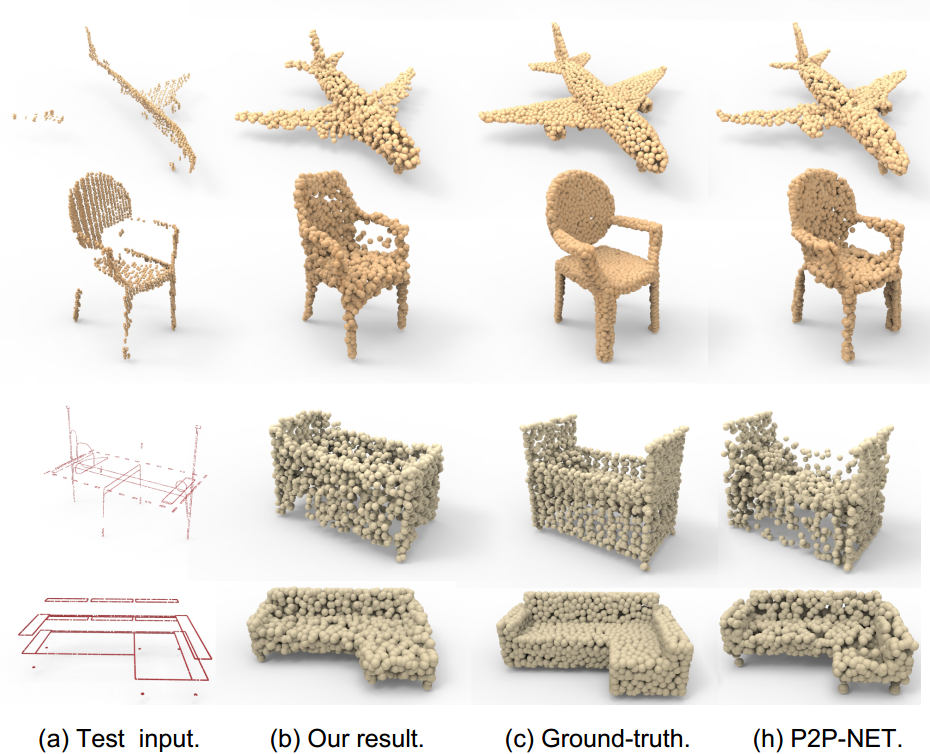 (a) Test input.
(b) Our result.
(c) Ground-truth.
(h) P2P-NET.